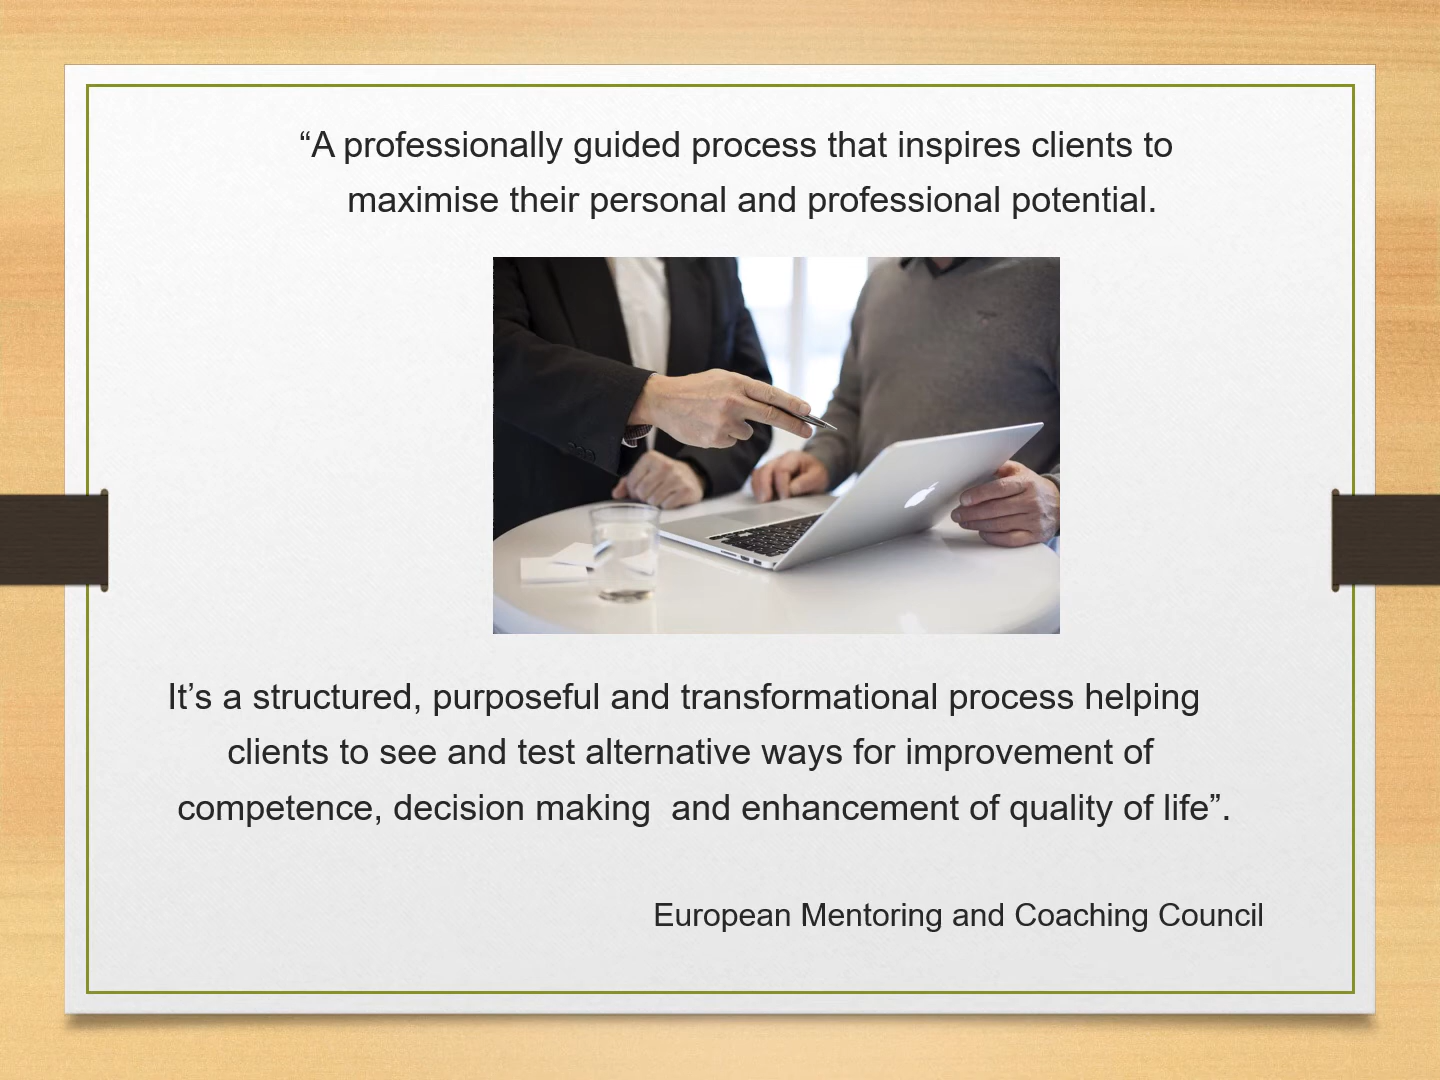 “A professionally guided process that inspires clients to
maximise their personal and professional potential.
It’s a structured, purposeful and transformational process helping
clients to see and test alternative ways for improvement of
competence, decision making  and enhancement of quality of life”.
European Mentoring and Coaching Council